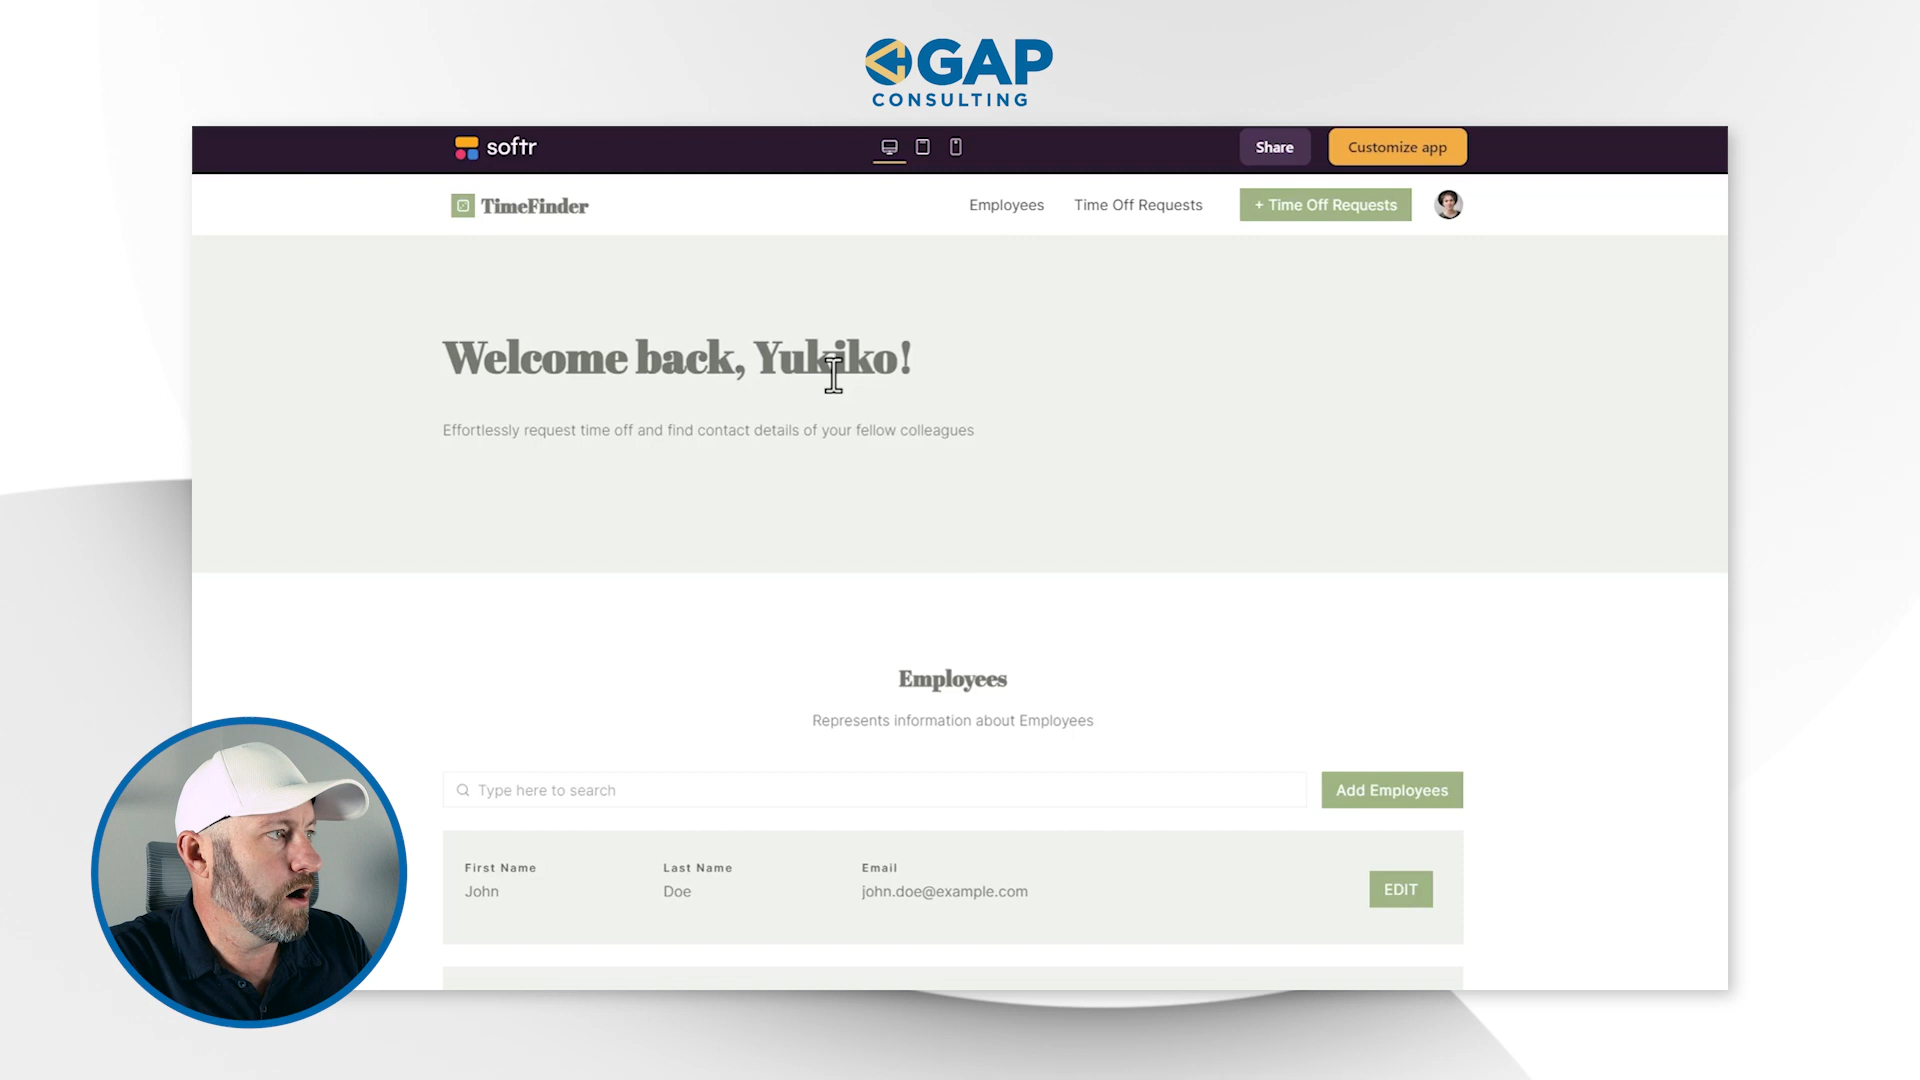 GAP
CONSULTING
softr
Share
Customize app
TimeFinder
Employees
Time Off Requests
+ Time Off Requests
Welcome back, Yukiko!
Effortlessly request time off and find contact details of your fellow colleagues
Employees
Represents information about Employees
Type here to search
Add Employees
First Name
Last Name
Email
John
Doe
john.doe@example.com
EDIT